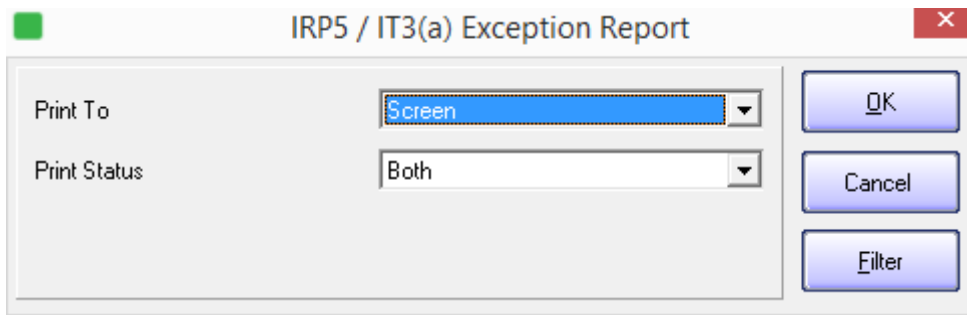 IRP5 / IT3(a) Exception Report
Print To
Screen
OK
Print Status
Both
Cancel
Filter